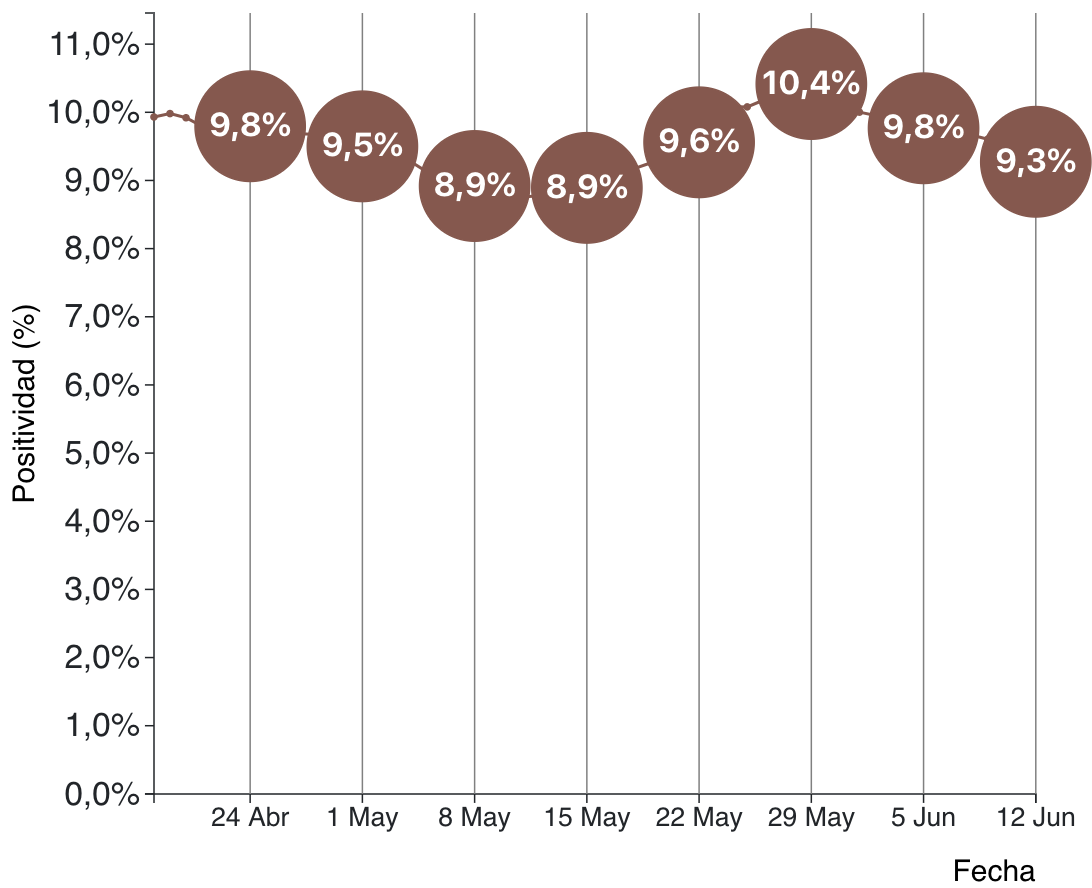 11,0%
10,0%
9,0%
8,0%
7,0%
6,0%
5,0%
4,0%
3,0%
2,0%
1,0%
0,0%
Positividad (%)
9,8%
9,5%
8,9%
8,9%
9,6%
10,4%
9,8%
9,3%
24 Abr
1 May
8 May
15 May
22 May
29 May
5 Jun
12 Jun
Fecha